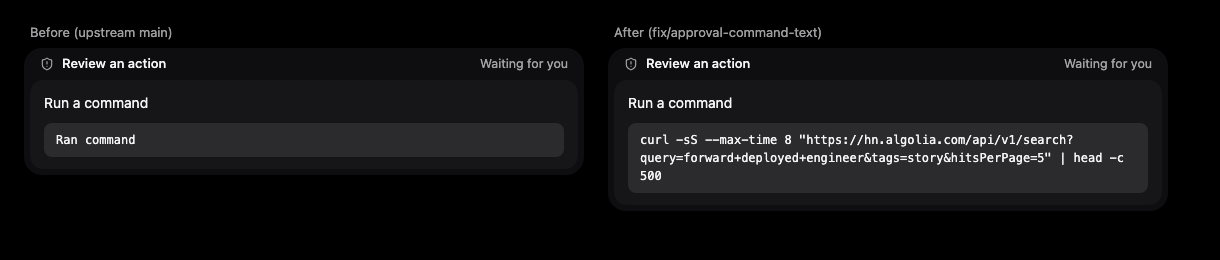 Before (upstream main)
Review an action
Waiting for you
Run a command
Ran command
After (fix/approval-command-text)
Review an action
Waiting for you
Run a command
curl -sS --max-time 8 "https://hn.algolia.com/api/v1/search?
query=forward+deployed+engineer&tags=story&hitsPerPage=5" | head -c
500